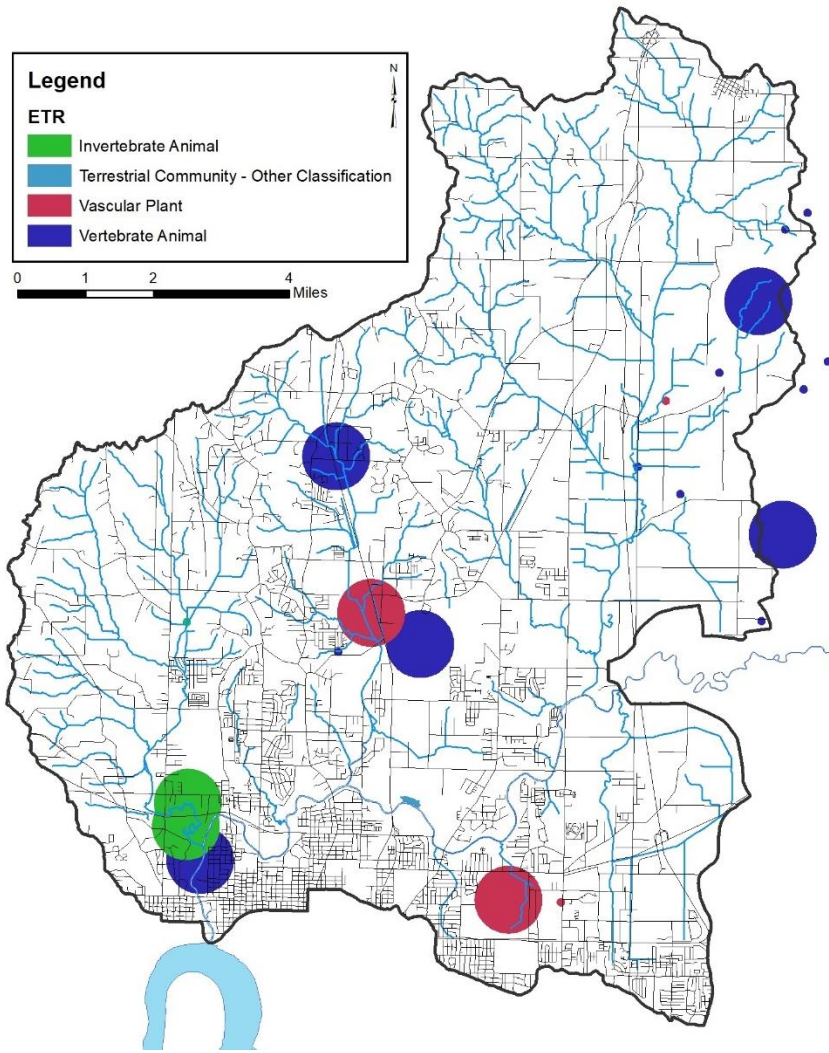 Legend
N
ETR
Invertebrate Animal
Terrestrial Community - Other Classification
Vascular Plant
Vertebrate Animal
0 1 2 4
Miles